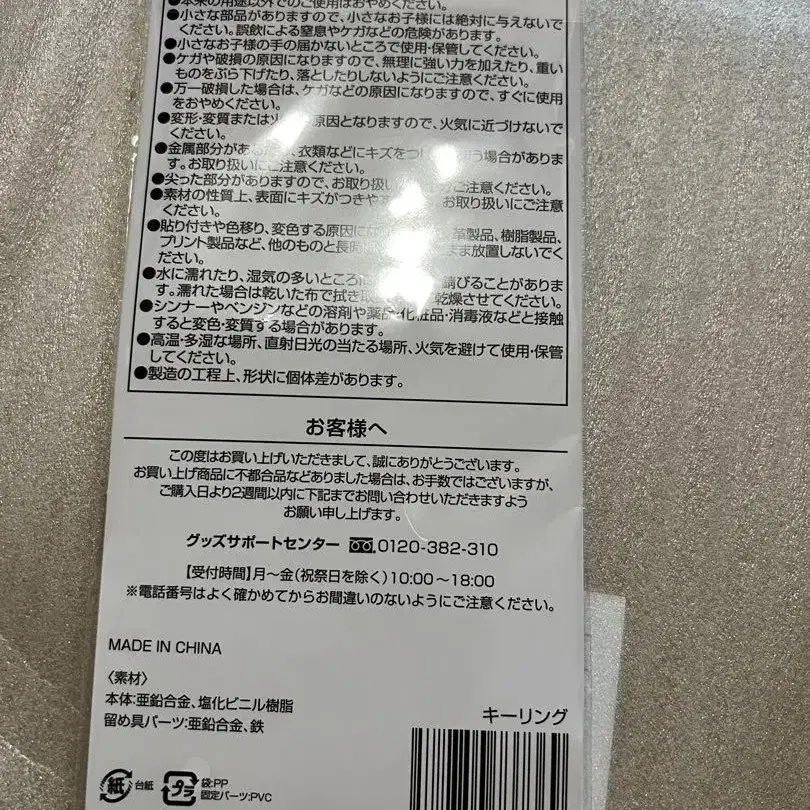 ●本来の用途以外でのご使用はおやめください。
●小さな部品がありますので、小さなお子様には絶対に与えないで
ください。誤飲による窒息やケガなどの危険があります。
●小さなお子様の手の届かないところで使用・保管してください。
●ケガや破損の原因になりますので、無理に強い力を加えたり、重い
ものをぶら下げたり、落としたりしないようにご注意ください。
●万一破損した場合は、ケガなどの原因になりますので、すぐに使用
をおやめください。
●変形・変質または火 原因となりますので、火気に近づけないで
ください。
●金属部分があ 、衣類などにキズをつけ 場合がありま
す。お取り扱いにご注意ください。
●尖った部分がありますので、お取り扱い ご注意ください。
●素材の性質上、表面にキズがつきや お取り扱いにご注意
ください。
●貼り付きや色移り、変色する原因に 革製品、樹脂製品、
プリント製品など、他のものと長時 まま放置しないでく
ださい。
●水に濡れたり、湿気の多いところに 錆びることがありま
す。濡れた場合は乾いた布で拭き取 乾燥させてください。
●シンナーやベンジンなどの溶剤や薬品・化粧品・消毒液などと接触
すると変色・変質する場合があります。
●高温・多湿な場所、直射日光の当たる場所、火気を避けて使用・保管
してください。
●製造の工程上、形状に個体差があります。
お客様へ
この度はお買い上げいただきまして、誠にありがとうございます。
お買い上げ商品に不都合品などありました場合は、お手数ではございますが、
ご購入日より2週間以内に下記までお問い合わせいただきますよう
お願い申し上げます。
グッズサポートセンター 0120-382-310
【受付時間】月〜金(祝祭日を除く)10:00〜18:00
※電話番号はよく確かめてからお間違いのないようにご注意ください。
MADE IN CHINA
〈素材〉
本体:亜鉛合金、塩化ビニル樹脂
留め具パーツ:亜鉛合金、鉄
キーリング
紙 台紙 プラ 袋:PP
固定パーツ:PVC